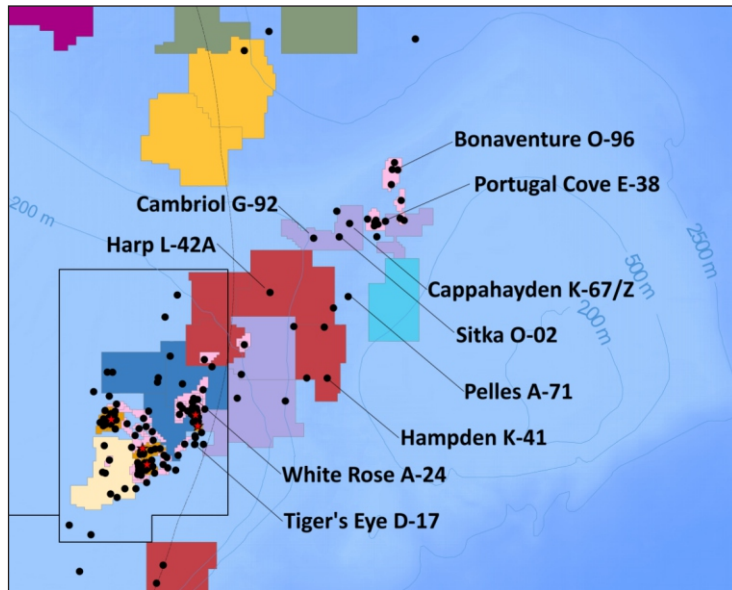 Bonaventure O-96
Portugal Cove E-38
Cambriol G-92
200 m
Harp L-42A
2500 m
500 m
Cappahayden K-67/Z
200 m
Sitka O-02
Pelles A-71
Hampden K-41
White Rose A-24
Tiger's Eye D-17